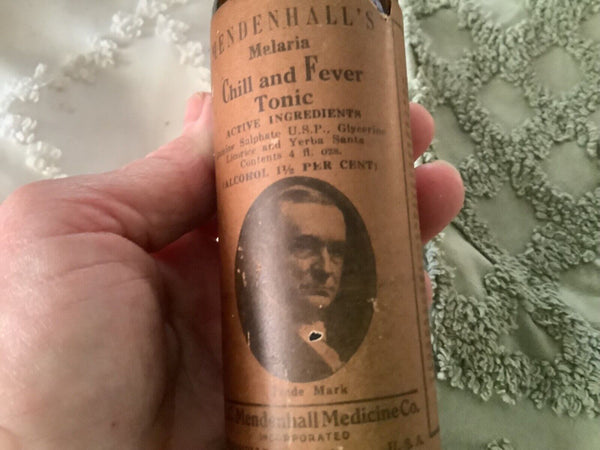 MENDENHALL'S
Malaria
Chill and Fever
Tonic
ACTIVE INGREDIENTS
Sulphate U.S.P., Glycerine
Licorice and Yerba Santa
Contents 4 fl. ozs.
(ALCOHOL 1½ PER CENT)
Trade Mark
Mendenhall Medicine Co.
INCORPORATED
U.S.A.